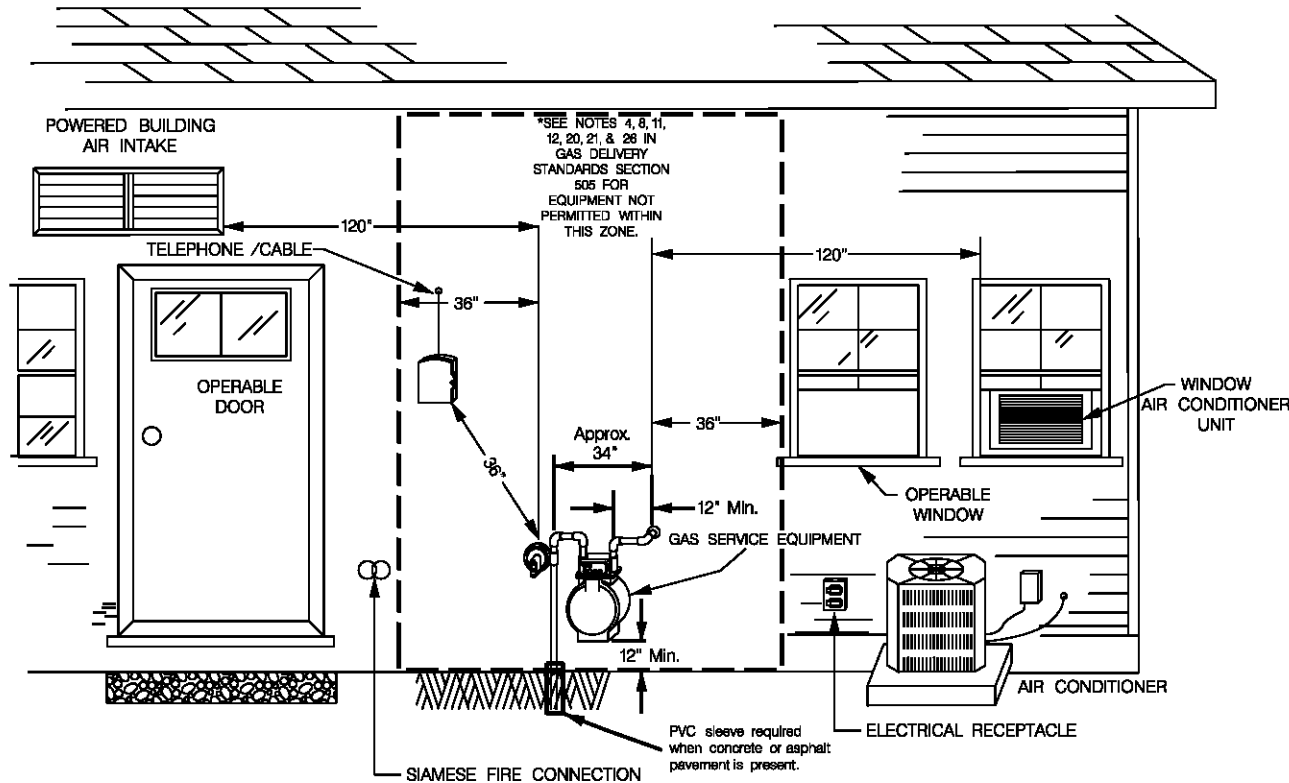 POWERED BUILDING
AIR INTAKE
*SEE NOTES 4, 8, 11,
12, 20, 21, & 26 IN
GAS DELIVERY
STANDARDS SECTION
505 FOR
EQUIPMENT NOT
PERMITTED WITHIN
THIS ZONE.
120"
TELEPHONE /CABLE
120"
36"
OPERABLE
DOOR
WINDOW
AIR CONDITIONER
UNIT
36"
Approx.
34"
36"
12" Min.
OPERABLE
WINDOW
GAS SERVICE EQUIPMENT
12" Min.
AIR CONDITIONER
PVC sleeve required
when concrete or asphalt
pavement is present.
ELECTRICAL RECEPTACLE
SIAMESE FIRE CONNECTION